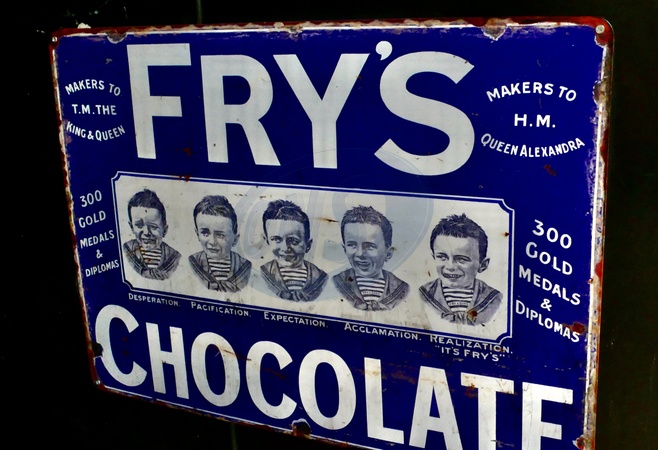 FRY'S
MAKERS TO
T.M. THE
KING & QUEEN
MAKERS TO
H.M.
QUEEN ALEXANDRA
300
GOLD
MEDALS
&
DIPLOMAS
300
GOLD
MEDALS
&
DIPLOMAS
DESPERATION. PACIFICATION. EXPECTATION. ACCLAMATION. REALIZATION.
"IT'S FRY'S"
CHOCOLATE